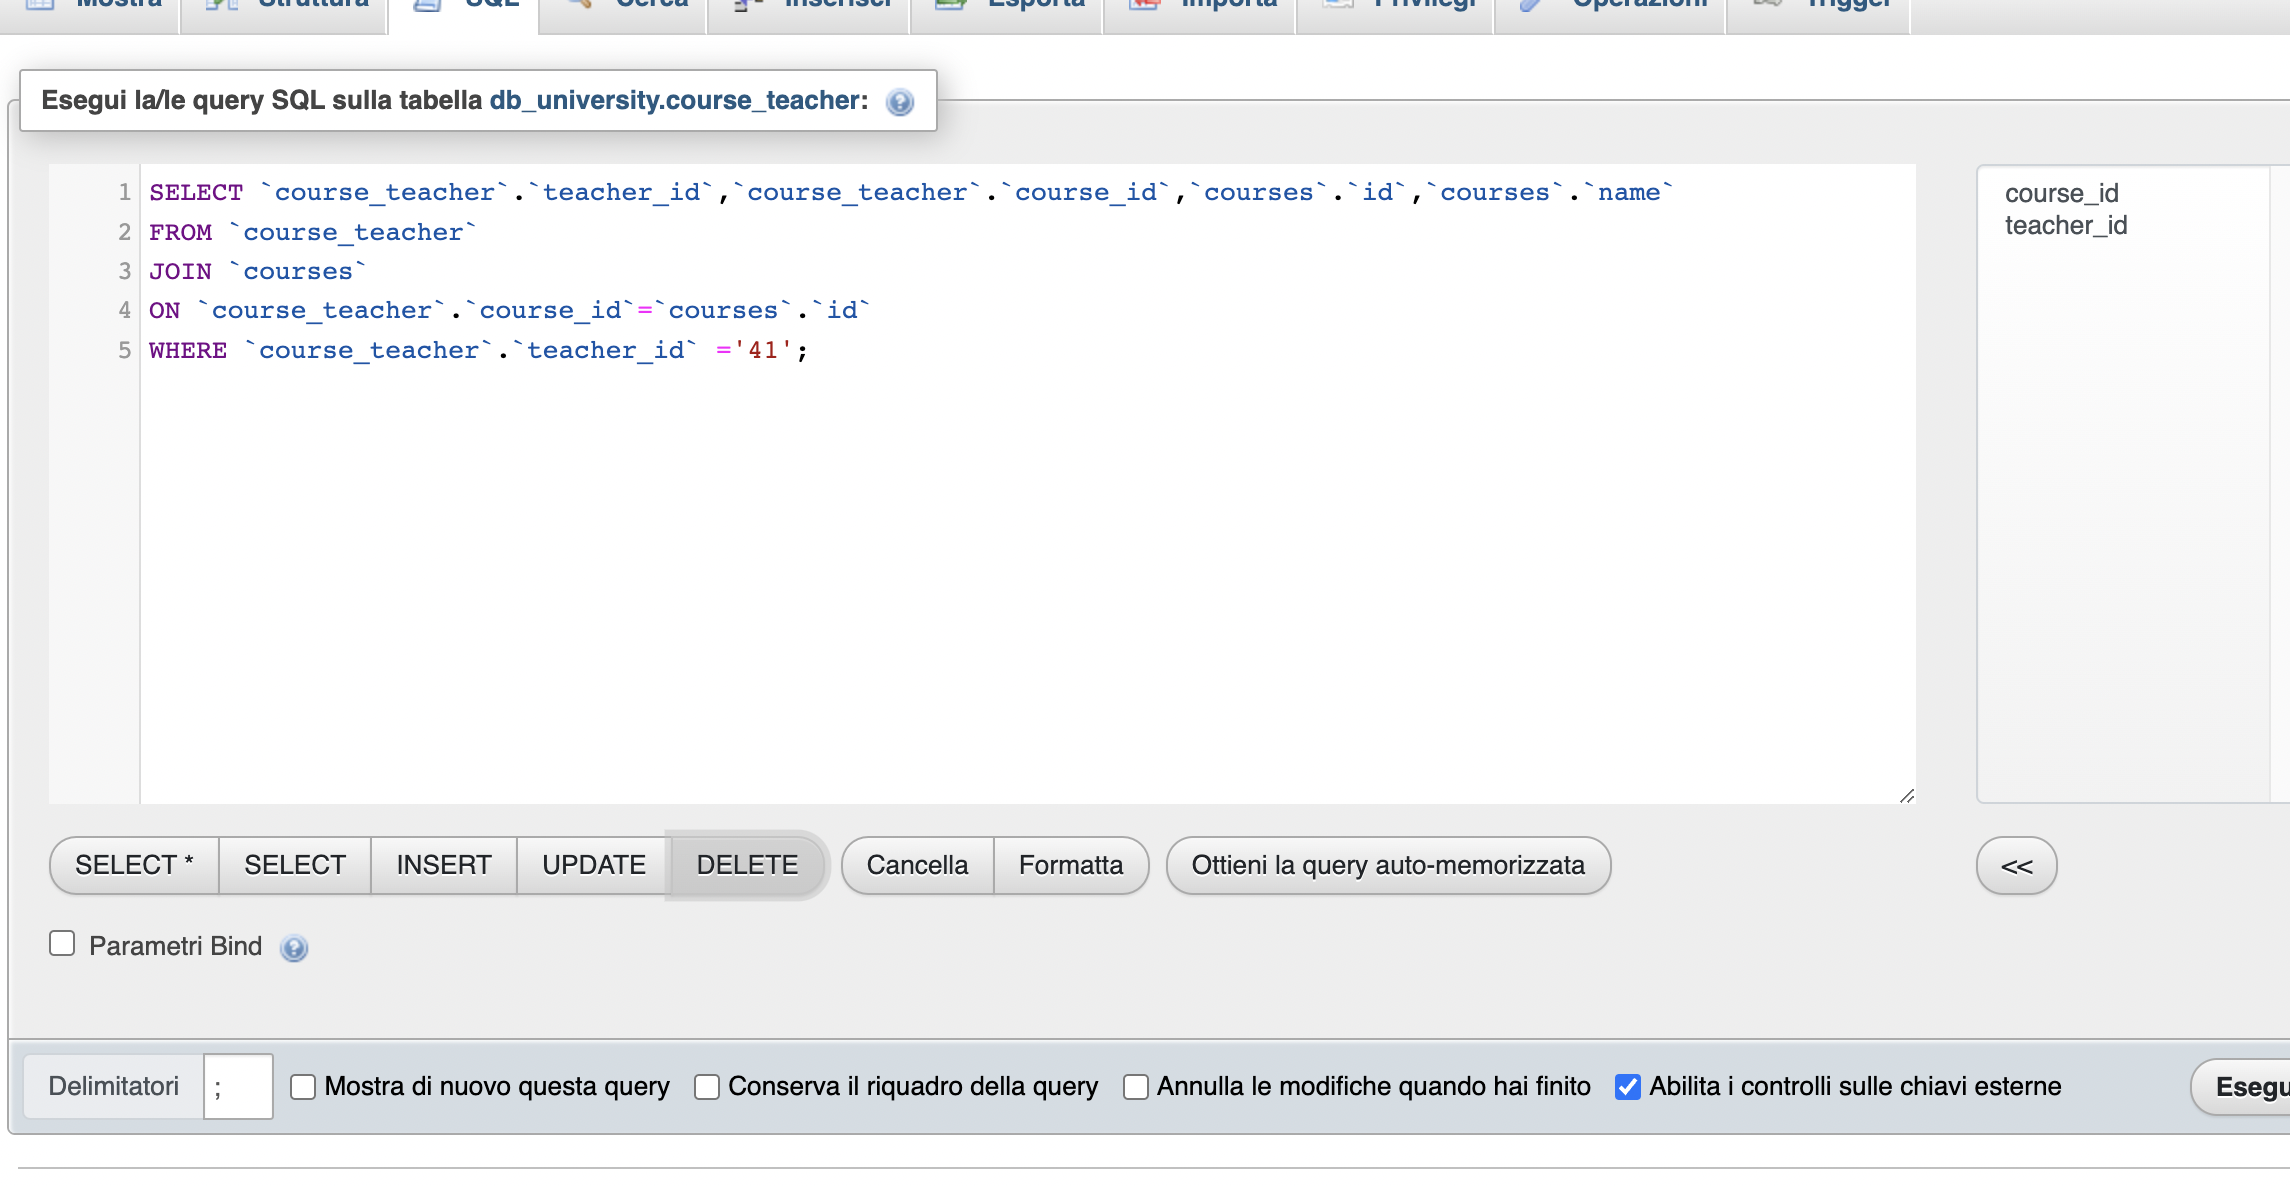 Mostra Struttura SQL Cerca Inserisci Esporta Importa Privilegi Operazioni Trigger
Esegui la/le query SQL sulla tabella db_university.course_teacher:
1 SELECT `course_teacher`.`teacher_id`,`course_teacher`.`course_id`,`courses`.`id`,`courses`.`name`
2 FROM `course_teacher`
3 JOIN `courses`
4 ON `course_teacher`.`course_id`=`courses`.`id`
5 WHERE `course_teacher`.`teacher_id` ='41';
course_id
teacher_id
SELECT * SELECT INSERT UPDATE DELETE Cancella Formatta Ottieni la query auto-memorizzata <<
Parametri Bind
Delimitatori ; Mostra di nuovo questa query Conserva il riquadro della query Annulla le modifiche quando hai finito Abilita i controlli sulle chiavi esterne Esegu